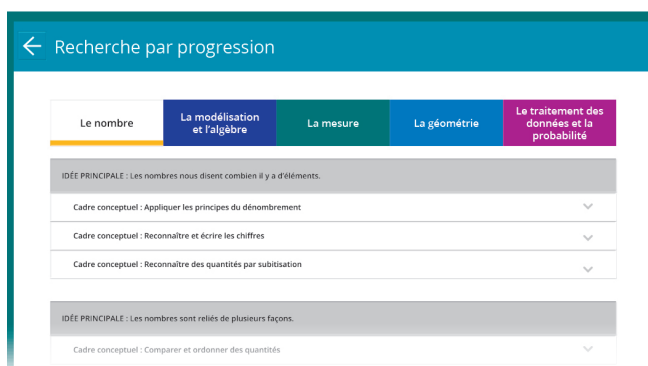 Recherche par progression
Le nombre
La modélisation
et l'algèbre
La mesure
La géométrie
Le traitement des
données et la
probabilité
IDÉE PRINCIPALE : Les nombres nous disent combien il y a d'éléments.
Cadre conceptuel : Appliquer les principes du dénombrement
Cadre conceptuel : Reconnaître et écrire les chiffres
Cadre conceptuel : Reconnaître des quantités par subitisation
IDÉE PRINCIPALE : Les nombres sont reliés de plusieurs façons.
Cadre conceptuel : Comparer et ordonner des quantités